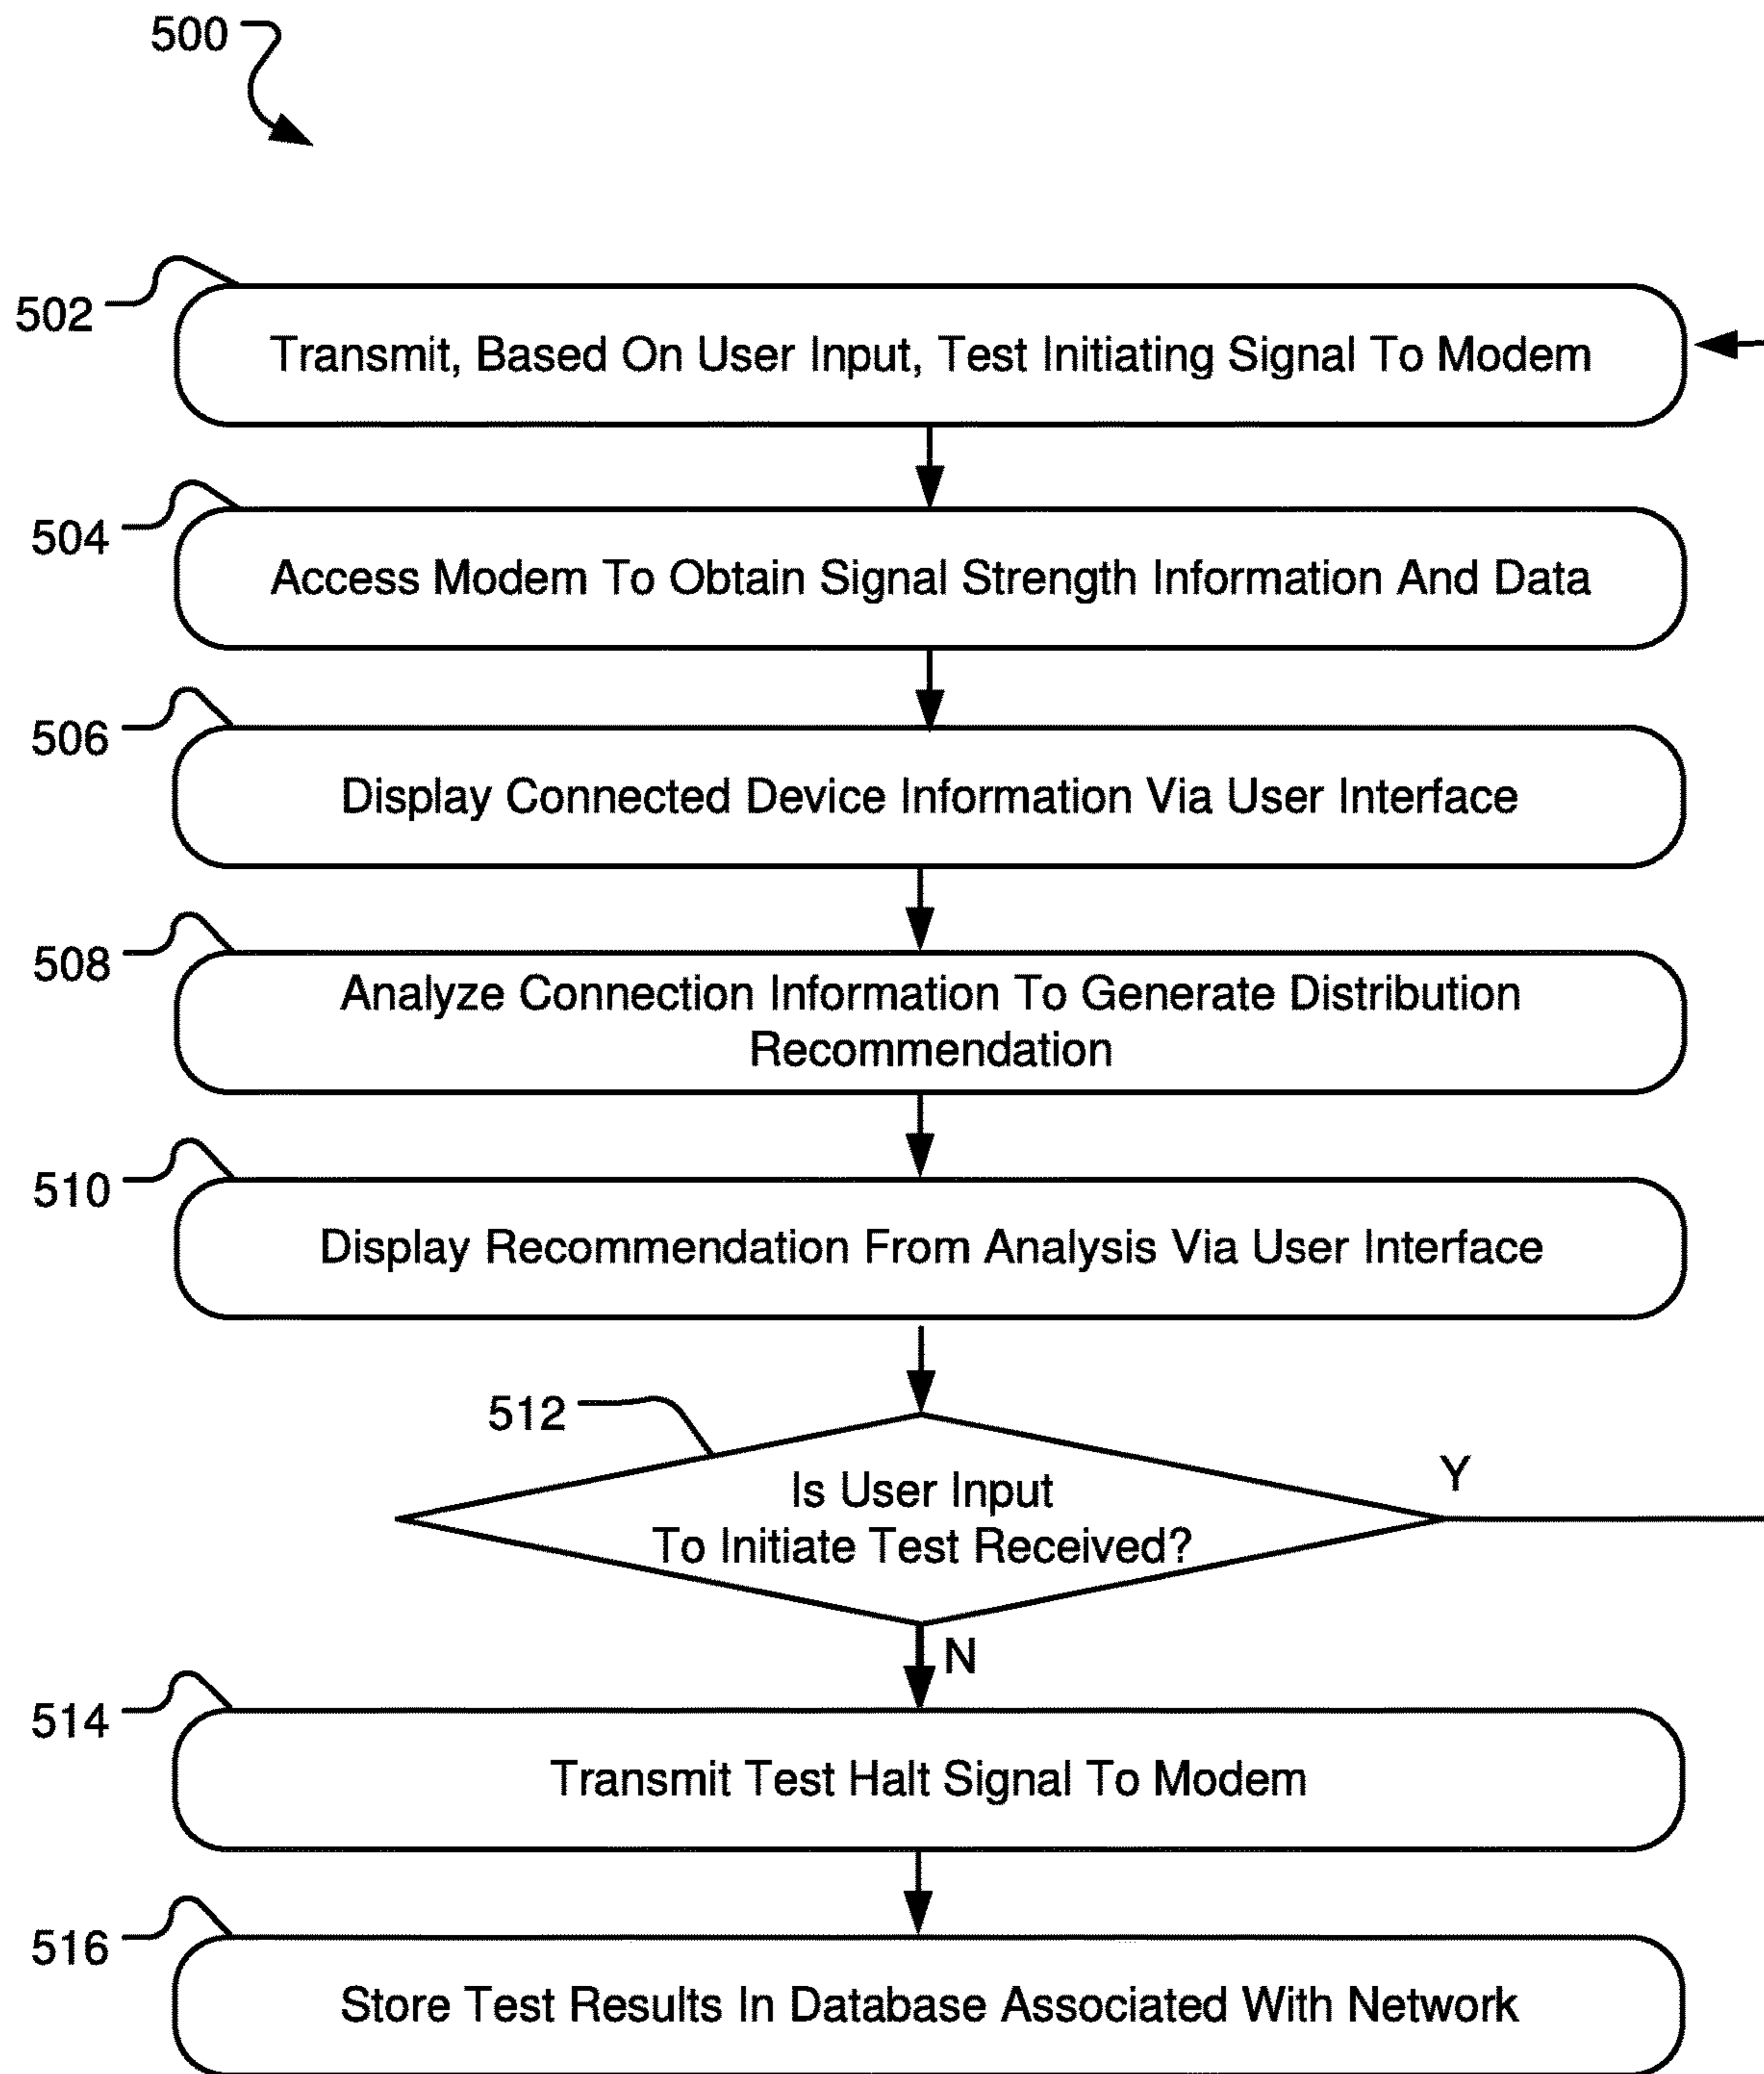 500
502
Transmit, Based On User Input, Test Initiating Signal To Modem
504
Access Modem To Obtain Signal Strength Information And Data
506
Display Connected Device Information Via User Interface
508
Analyze Connection Information To Generate Distribution
Recommendation
510
Display Recommendation From Analysis Via User Interface
512
Is User Input
To Initiate Test Received?
Y
N
514
Transmit Test Halt Signal To Modem
516
Store Test Results In Database Associated With Network